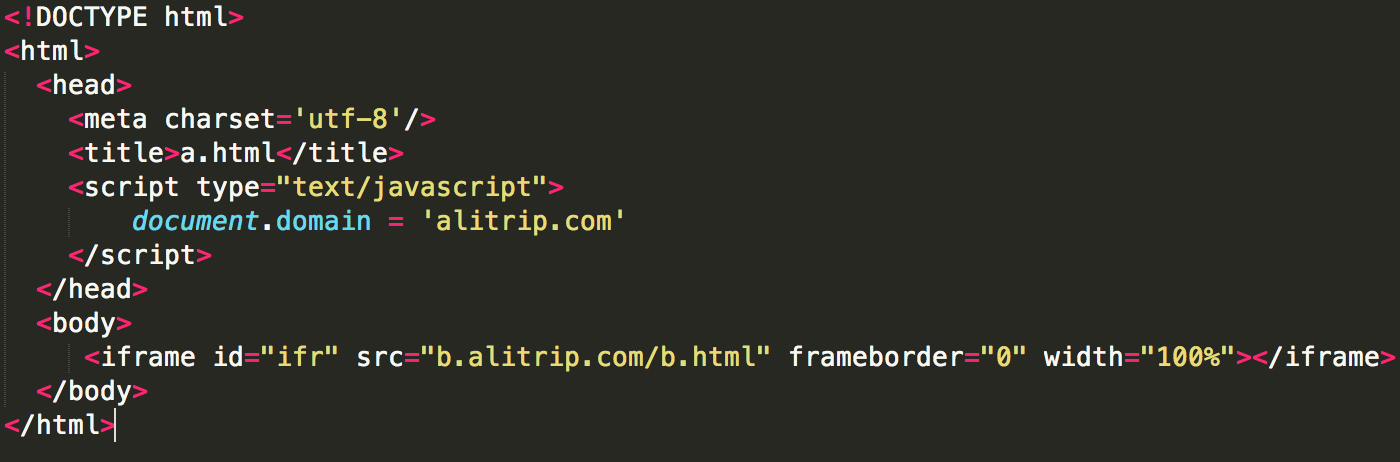 <!DOCTYPE html>
<html>
  <head>
    <meta charset='utf-8'/>
    <title>a.html</title>
    <script type="text/javascript">
        document.domain = 'alitrip.com'
    </script>
  </head>
  <body>
     <iframe id="ifr" src="b.alitrip.com/b.html" frameborder="0" width="100%"></iframe>
  </body>
</html>